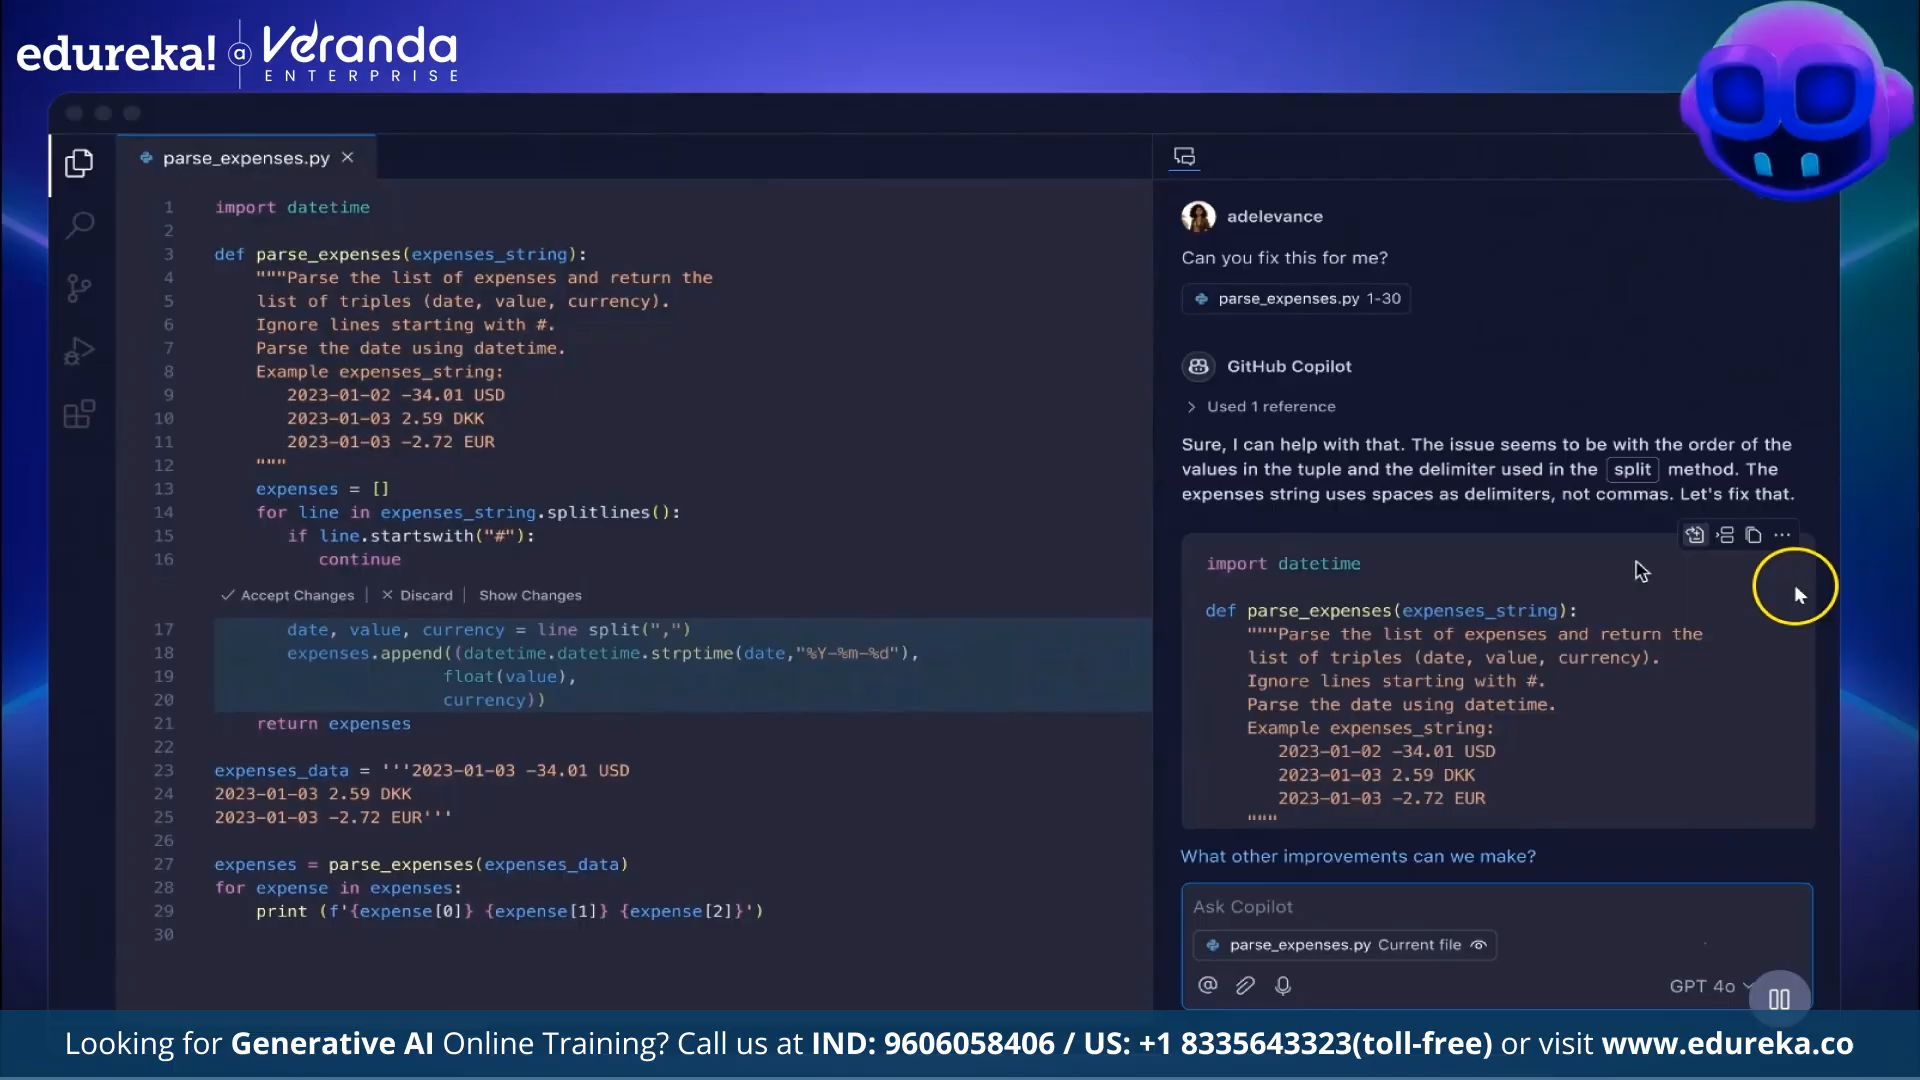 edureka! a Veranda
ENTERPRISE
parse_expenses.py
1 import datetime
2
3 def parse_expenses(expenses_string):
4 """Parse the list of expenses and return the
5 list of triples (date, value, currency).
6 Ignore lines starting with #.
7 Parse the date using datetime.
8 Example expenses_string:
9 2023-01-02 -34.01 USD
10 2023-01-03 2.59 DKK
11 2023-01-03 -2.72 EUR
12 """
13 expenses = []
14 for line in expenses_string.splitlines():
15 if line.startswith("#"):
16 continue
Accept Changes | Discard | Show Changes
17 date, value, currency = line split(",")
18 expenses.append((datetime.datetime.strptime(date,"%Y-%m-%d"),
19 float(value),
20 currency))
21 return expenses
22
23 expenses_data = '''2023-01-03 -34.01 USD
24 2023-01-03 2.59 DKK
25 2023-01-03 -2.72 EUR'''
26
27 expenses = parse_expenses(expenses_data)
28 for expense in expenses:
29 print (f'{expense[0]} {expense[1]} {expense[2]}')
30
adelevance
Can you fix this for me?
parse_expenses.py 1-30
GitHub Copilot
Used 1 reference
Sure, I can help with that. The issue seems to be with the order of the
values in the tuple and the delimiter used in the split method. The
expenses string uses spaces as delimiters, not commas. Let's fix that.
import datetime
def parse_expenses(expenses_string):
"""Parse the list of expenses and return the
list of triples (date, value, currency).
Ignore lines starting with #.
Parse the date using datetime.
Example expenses_string:
2023-01-02 -34.01 USD
2023-01-03 2.59 DKK
2023-01-03 -2.72 EUR
"""
What other improvements can we make?
Ask Copilot
parse_expenses.py Current file
GPT 4o
Looking for Generative AI Online Training? Call us at IND: 9606058406 / US: +1 8335643323(toll-free) or visit www.edureka.co